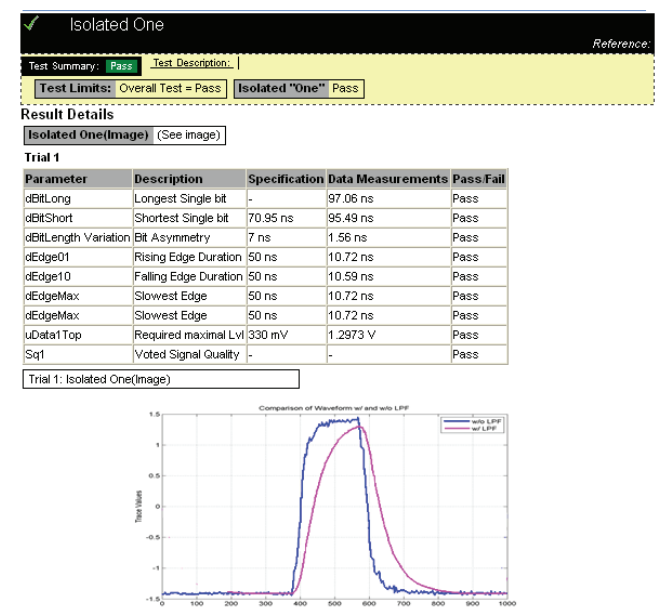 Isolated One
Reference:
Test Summary: Pass Test Description:
Test Limits: Overall Test = Pass Isolated "One" Pass
Result Details
Isolated One(Image) (See image)
Trial 1
Parameter Description Specification Data Measurements Pass/Fail
dBitLong Longest Single bit - 97.06 ns Pass
dBitShort Shortest Single bit 70.95 ns 95.49 ns Pass
dBitLength Variation Bit Asymmetry 7 ns 1.56 ns Pass
dEdge01 Rising Edge Duration 50 ns 10.72 ns Pass
dEdge10 Falling Edge Duration 50 ns 10.59 ns Pass
dEdgeMax Slowest Edge 50 ns 10.72 ns Pass
dEdgeMax Slowest Edge 50 ns 10.72 ns Pass
uData1Top Required maximal Lvl 330 mV 1.2973 V Pass
Sq1 Voted Signal Quality - - Pass
Trial 1: Isolated One(Image)
Comparison of Waveform w/ and w/o LPF
w/o LPF
w/ LPF
Trace Values
1.5
1
0.5
0
-0.5
-1
-1.5
0 100 200 300 400 500 600 700 800 900 1000